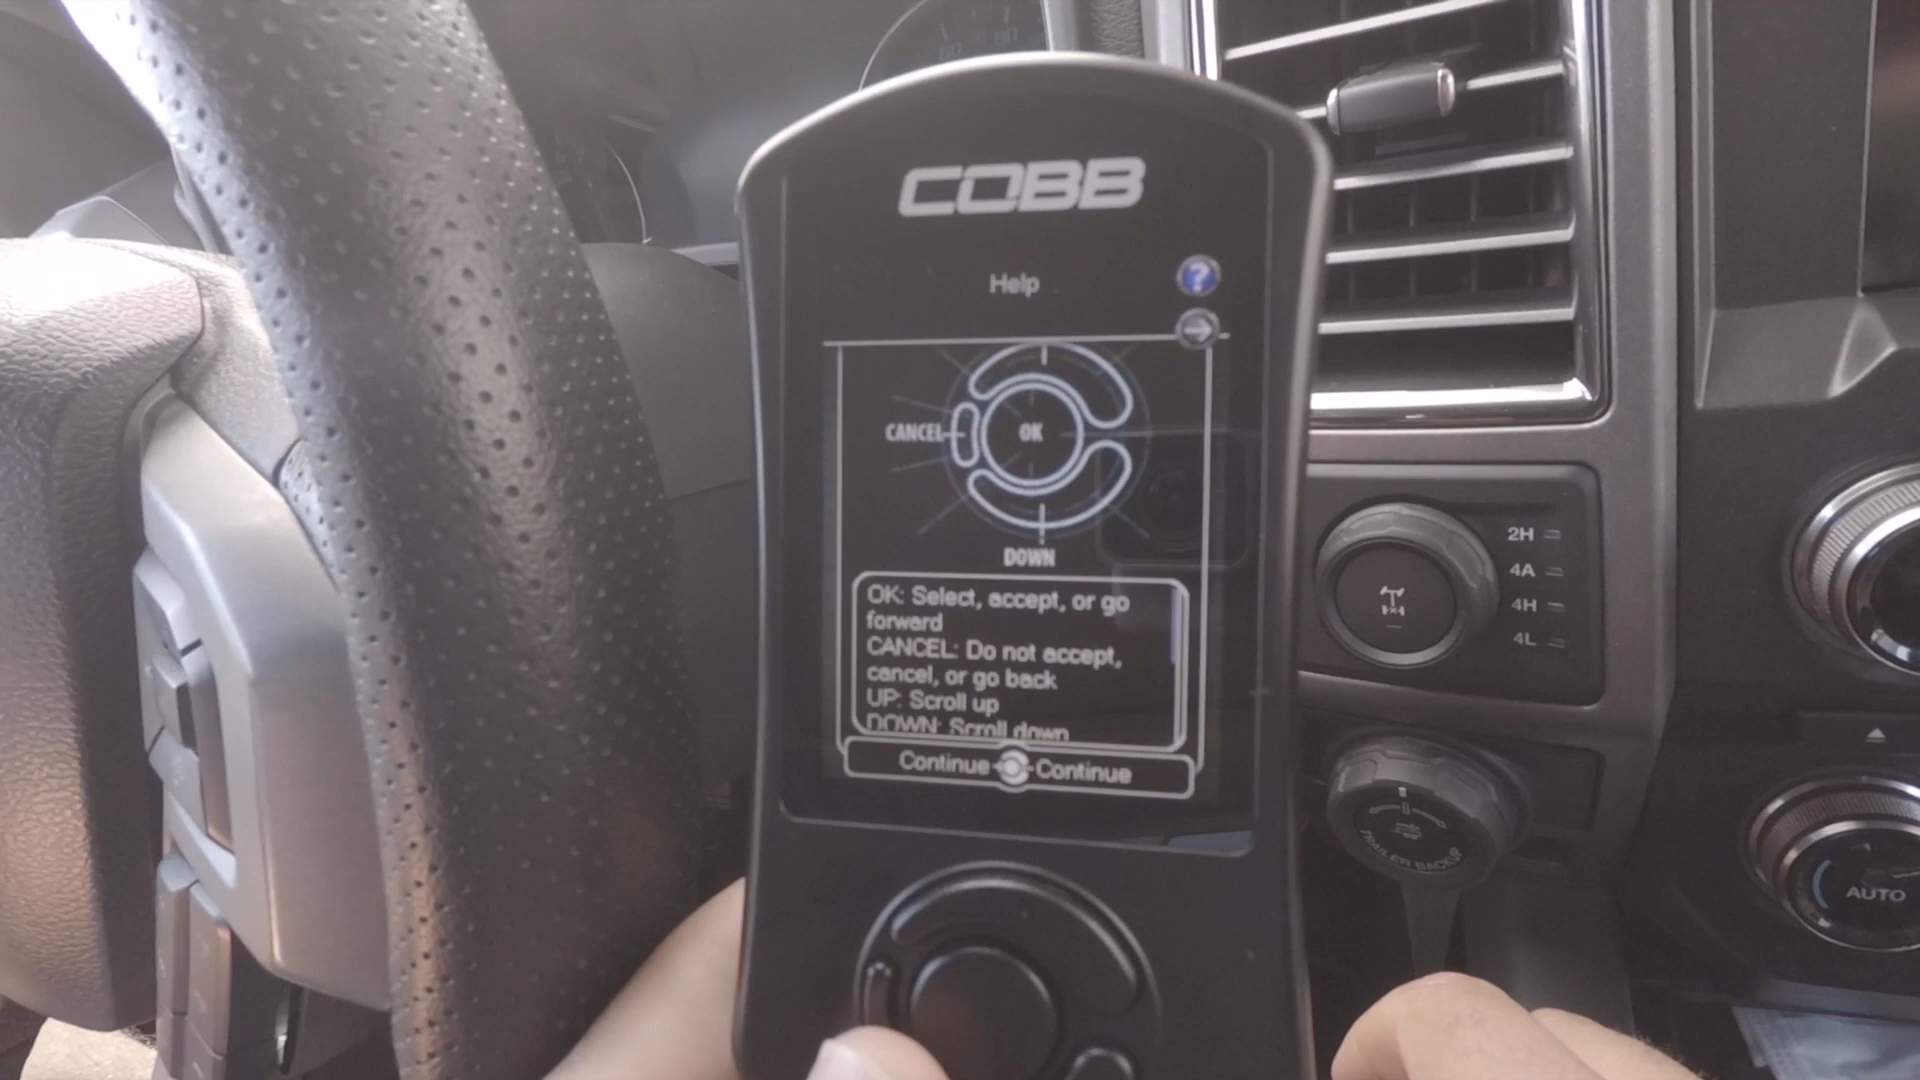 COBB
Help
?
CANCEL
OK
DOWN
OK: Select, accept, or go
forward
CANCEL: Do not accept,
cancel, or go back
UP: Scroll up
DOWN: Scroll down
Continue
Continue
2H
4A
4H
4L
TRAILER BACKUP
AUTO